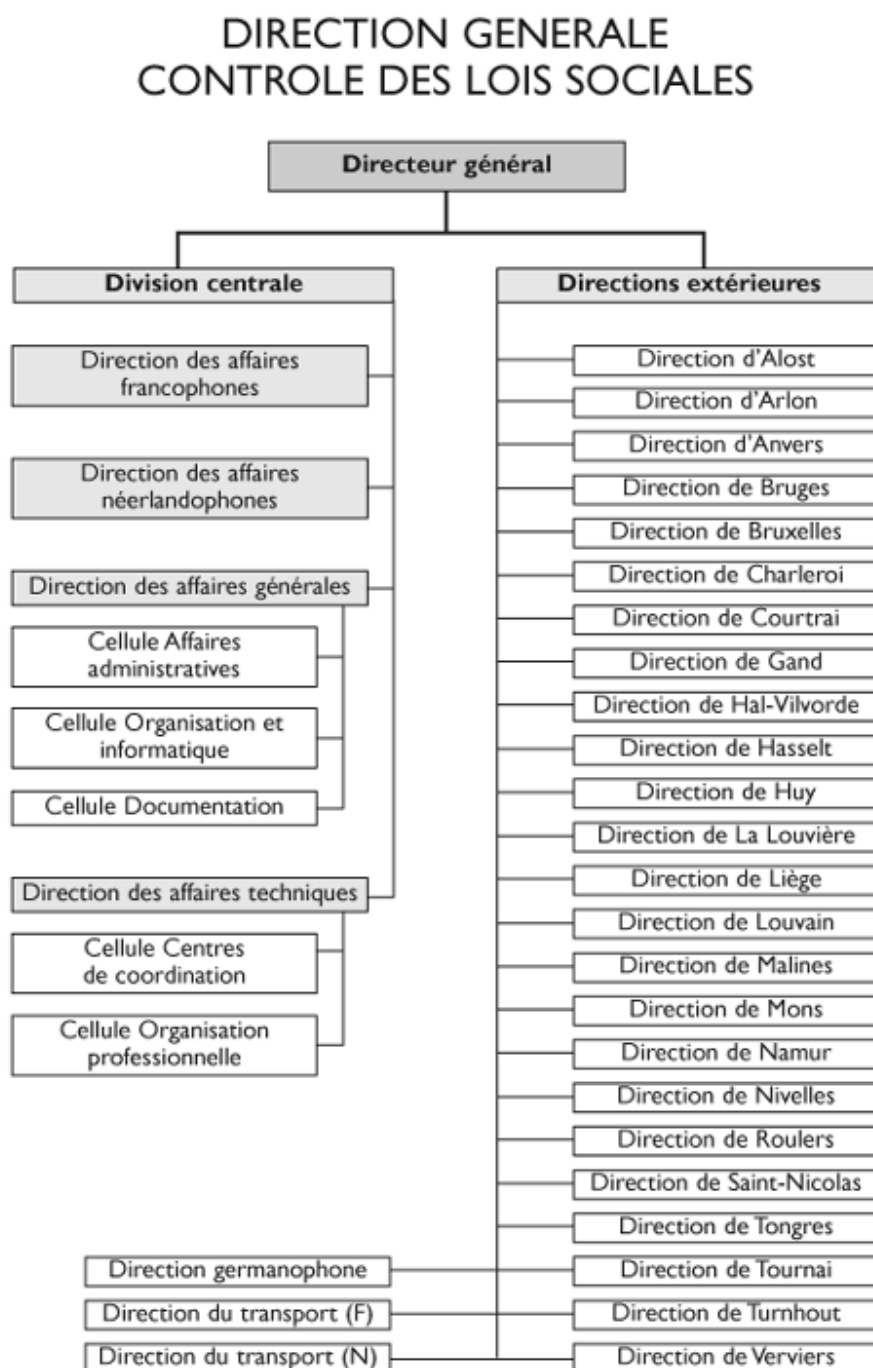 DIRECTION GENERALE
CONTROLE DES LOIS SOCIALES
Directeur général
Division centrale
Direction des affaires
francophones
Direction des affaires
néerlandophones
Direction des affaires générales
Cellule Affaires
administratives
Cellule Organisation et
informatique
Cellule Documentation
Direction des affaires techniques
Cellule Centres
de coordination
Cellule Organisation
professionnelle
Directions extérieures
Direction d'Alost
Direction d'Arlon
Direction d'Anvers
Direction de Bruges
Direction de Bruxelles
Direction de Charleroi
Direction de Courtrai
Direction de Gand
Direction de Hal-Vilvorde
Direction de Hasselt
Direction de Huy
Direction de La Louvière
Direction de Liège
Direction de Louvain
Direction de Malines
Direction de Mons
Direction de Namur
Direction de Nivelles
Direction de Roulers
Direction de Saint-Nicolas
Direction de Tongres
Direction de Tournai
Direction de Turnhout
Direction de Verviers
Direction germanophone
Direction du transport (F)
Direction du transport (N)